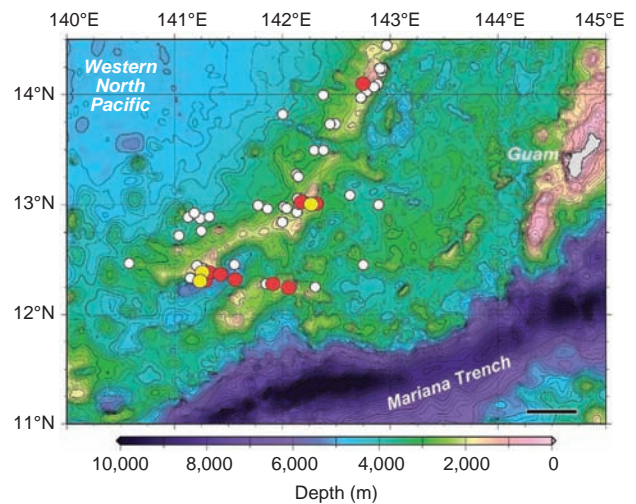 140°E 141°E 142°E 143°E 144°E 145°E
Western
North
Pacific
14°N
Guam
13°N
12°N
Mariana Trench
11°N
10,000 8,000 6,000 4,000 2,000 0
Depth (m)